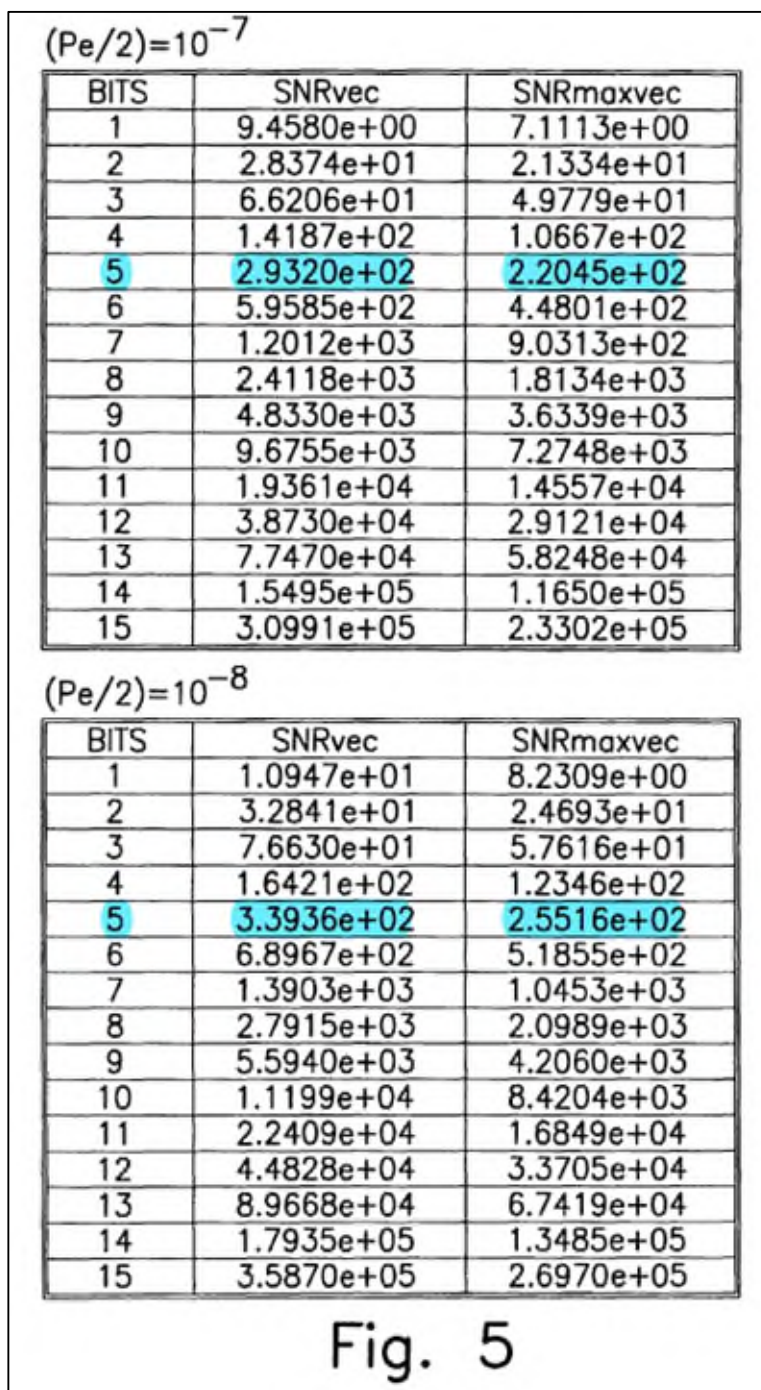 (Pe/2)=10⁻⁷
BITS SNRvec SNRmaxvec
1 9.4580e+00 7.1113e+00
2 2.8374e+01 2.1334e+01
3 6.6206e+01 4.9779e+01
4 1.4187e+02 1.0667e+02
5 2.9320e+02 2.2045e+02
6 5.9585e+02 4.4801e+02
7 1.2012e+03 9.0313e+02
8 2.4118e+03 1.8134e+03
9 4.8330e+03 3.6339e+03
10 9.6755e+03 7.2748e+03
11 1.9361e+04 1.4557e+04
12 3.8730e+04 2.9121e+04
13 7.7470e+04 5.8248e+04
14 1.5495e+05 1.1650e+05
15 3.0991e+05 2.3302e+05
(Pe/2)=10⁻⁸
BITS SNRvec SNRmaxvec
1 1.0947e+01 8.2309e+00
2 3.2841e+01 2.4693e+01
3 7.6630e+01 5.7616e+01
4 1.6421e+02 1.2346e+02
5 3.3936e+02 2.5516e+02
6 6.8967e+02 5.1855e+02
7 1.3903e+03 1.0453e+03
8 2.7915e+03 2.0989e+03
9 5.5940e+03 4.2060e+03
10 1.1199e+04 8.4204e+03
11 2.2409e+04 1.6849e+04
12 4.4828e+04 3.3705e+04
13 8.9668e+04 6.7419e+04
14 1.7935e+05 1.3485e+05
15 3.5870e+05 2.6970e+05
Fig. 5